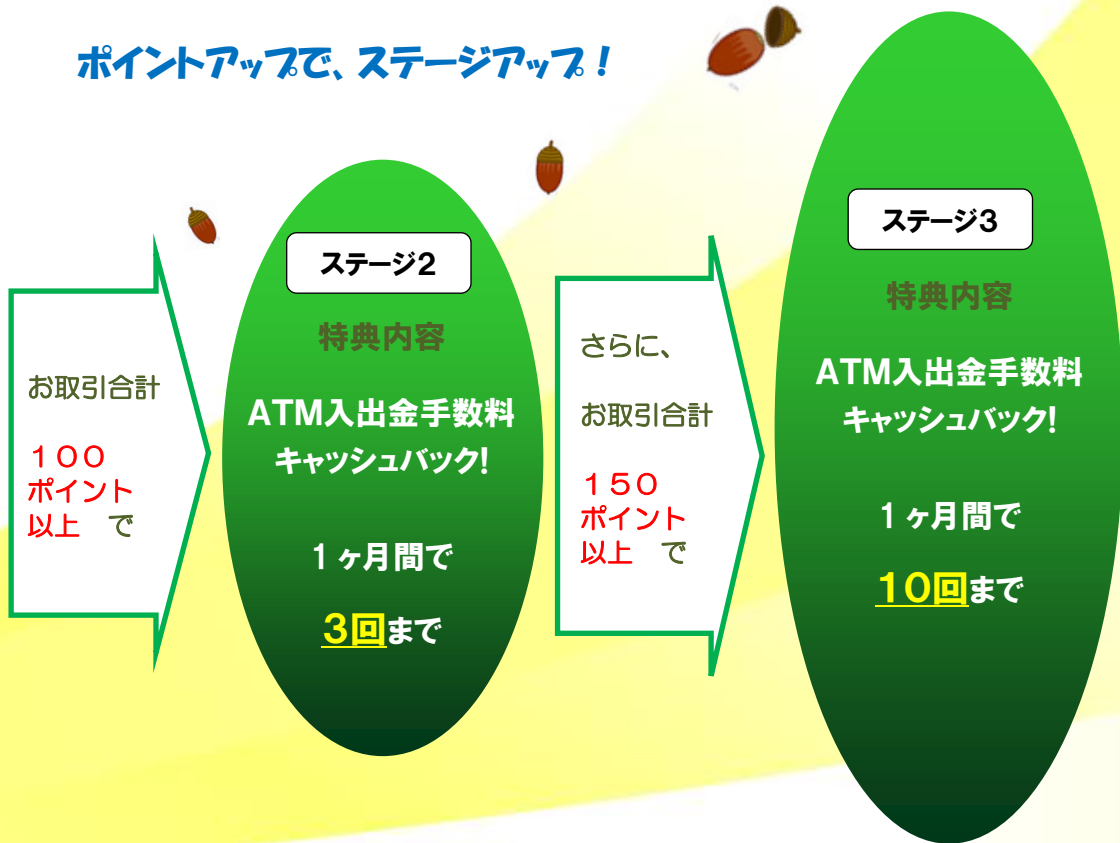 ポイントアップで、ステージアップ！
お取引合計
１００
ポイント
以上　で
ステージ２
特典内容
ATM入出金手数料
キャッシュバック!
１ヶ月間で
３回まで
さらに、
お取引合計
１５０
ポイント
以上　で
ステージ３
特典内容
ATM入出金手数料
キャッシュバック!
１ヶ月間で
１０回まで